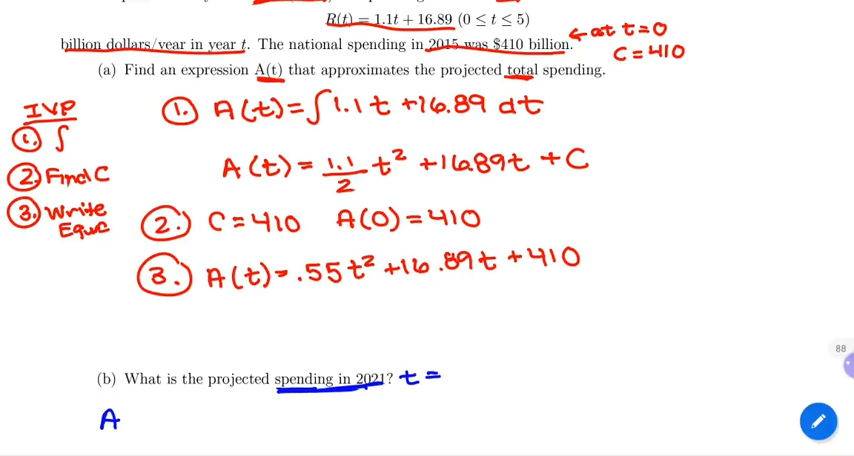 R(t) = 1.1t + 16.89 (0 ≤ t ≤ 5)
billion dollars/year in year t. The national spending in 2015 was $410 billion. ← at t=0
C=410
(a) Find an expression A(t) that approximates the projected total spending.
IVP
1. ∫
2. Find C
3. Write Equa
1. A(t) = ∫ 1.1t + 16.89 dt
A(t) = 1.1/2 t² + 16.89t + C
2.) C = 410 A(0) = 410
3.) A(t) = .55t² + 16.89t + 410
88
(b) What is the projected spending in 2021? t =
A